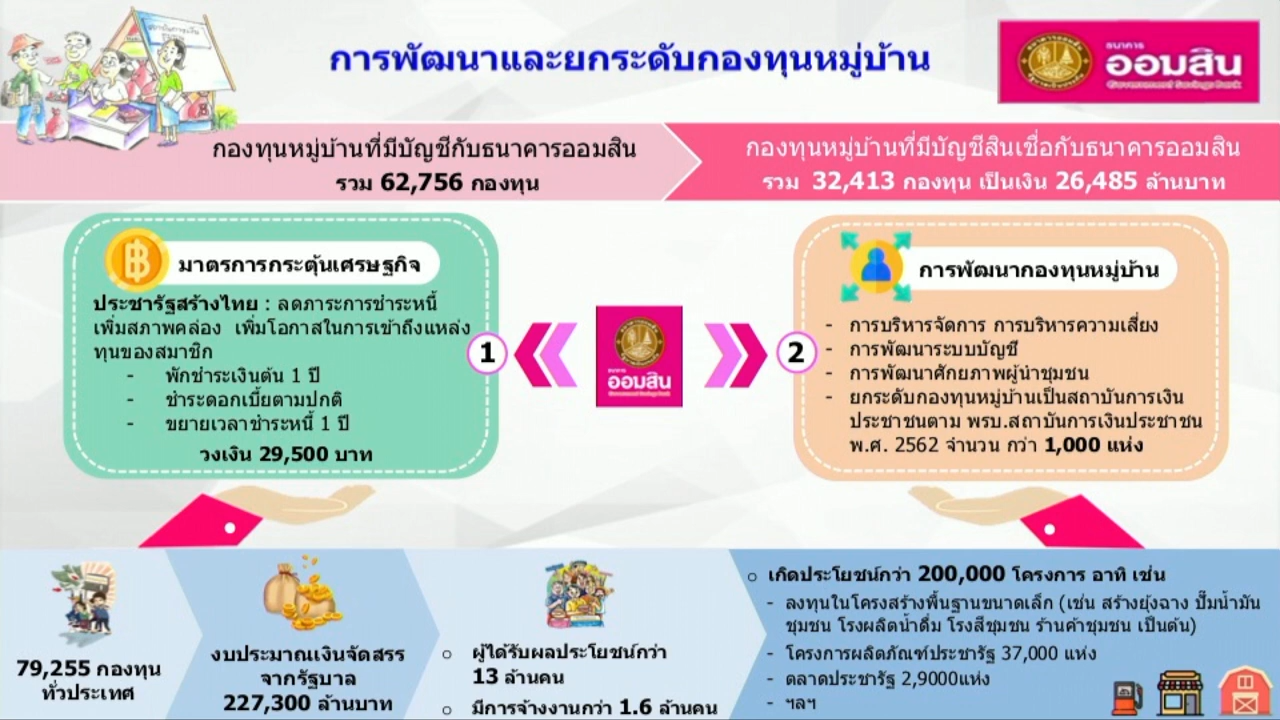 การพัฒนาและยกระดับกองทุนหมู่บ้าน
ธนาคาร
ออมสิน
Government Savings Bank
กองทุนหมู่บ้านที่มีบัญชีกับธนาคารออมสิน
รวม 62,756 กองทุน
กองทุนหมู่บ้านที่มีบัญชีสินเชื่อกับธนาคารออมสิน
รวม 32,413 กองทุน เป็นเงิน 26,485 ล้านบาท
มาตรการกระตุ้นเศรษฐกิจ
ประชารัฐสร้างไทย : ลดภาระการชำระหนี้
เพิ่มสภาพคล่อง เพิ่มโอกาสในการเข้าถึงแหล่ง
ทุนของสมาชิก
- พักชำระเงินต้น 1 ปี
- ชำระดอกเบี้ยตามปกติ
- ขยายเวลาชำระหนี้ 1 ปี
วงเงิน 29,500 บาท
1
ธนาคาร
ออมสิน
Government Savings Bank
2
การพัฒนากองทุนหมู่บ้าน
- การบริหารจัดการ การบริหารความเสี่ยง
- การพัฒนาระบบบัญชี
- การพัฒนาศักยภาพผู้นำชุมชน
- ยกระดับกองทุนหมู่บ้านเป็นสถาบันการเงิน
ประชาชนตาม พรบ.สถาบันการเงินประชาชน
พ.ศ. 2562 จำนวน กว่า 1,000 แห่ง
79,255 กองทุน
ทั่วประเทศ
งบประมาณเงินจัดสรร
จากรัฐบาล
227,300 ล้านบาท
o ผู้ได้รับผลประโยชน์กว่า
13 ล้านคน
o มีการจ้างงานกว่า 1.6 ล้านคน
o เกิดประโยชน์กว่า 200,000 โครงการ อาทิ เช่น
- ลงทุนในโครงสร้างพื้นฐานขนาดเล็ก (เช่น สร้างยุ้งฉาง ปั๊มน้ำมัน
ชุมชน โรงผลิตน้ำดื่ม โรงสีชุมชน ร้านค้าชุมชน เป็นต้น)
- โครงการผลิตภัณฑ์ประชารัฐ 37,000 แห่ง
- ตลาดประชารัฐ 2,9000แห่ง
- ฯลฯ